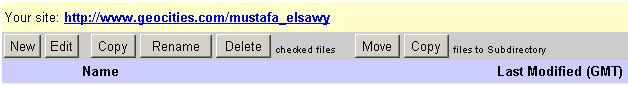 Your site: http://www.geocities.com/mustafa_elsawy
New Edit Copy Rename Delete checked files Move Copy files to Subdirectory
Name Last Modified (GMT)